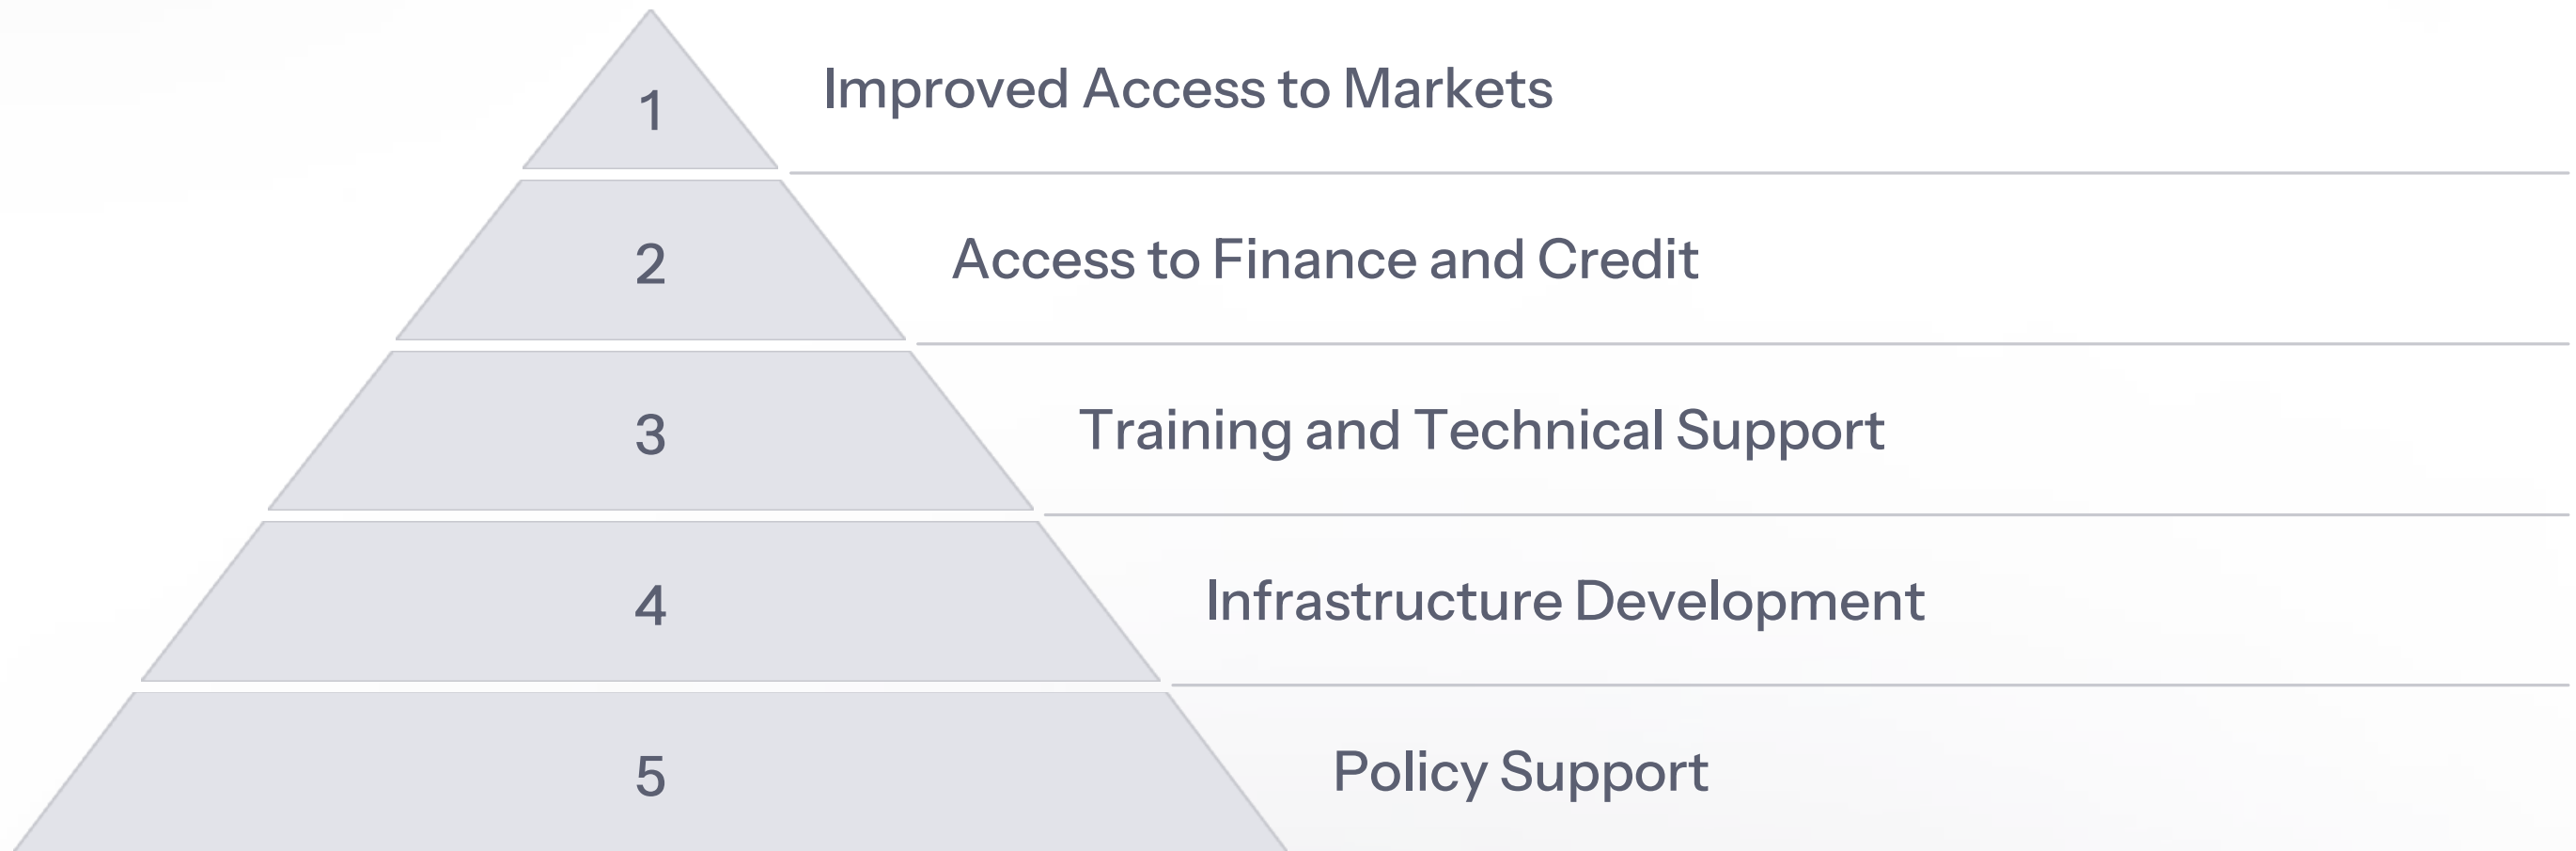 1
Improved Access to Markets
2
Access to Finance and Credit
3
Training and Technical Support
4
Infrastructure Development
5
Policy Support